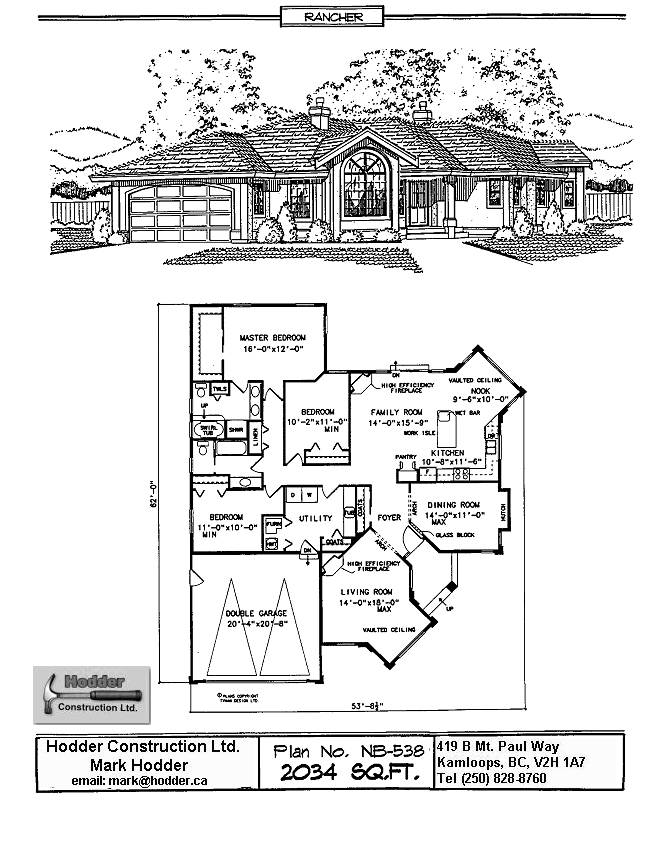 RANCHER
MASTER BEDROOM
16'-0"x12'-0"
TWLS
UP
SWIRL
TUB
SHWR
LINEN
BEDROOM
10'-2"x11'-0"
MIN
DN
HIGH EFFICIENCY
FIREPLACE
FAMILY ROOM
14'-0"x15'-9"
VAULTED CEILING
NOOK
9'-6"x10'-0"
WET BAR
WORK ISLE
DW
KITCHEN
10'-8"x11'-6"
PANTRY
F
BEDROOM
11'-0"x10'-0"
MIN
D W
UTILITY
TUB
COATS
FURN
HWT
COATS
DN
FOYER
ARCH
DINING ROOM
14'-0"x11'-0"
MAX
HUTCH
GLASS BLOCK
ARCH
HIGH EFFICIENCY
FIREPLACE
LIVING ROOM
14'-0"x18'-0"
MAX
VAULTED CEILING
UP
DOUBLE GARAGE
20'-4"x20'-8"
62'-0"
© PLANS COPYRIGHT
TYNAN DESIGN LTD
53'-8½"
Hodder
Construction Ltd.
Hodder Construction Ltd.
Mark Hodder
email: mark@hodder.ca
Plan No. NB-538
2034 SQ.FT.
419 B Mt. Paul Way
Kamloops, BC, V2H 1A7
Tel (250) 828-8760